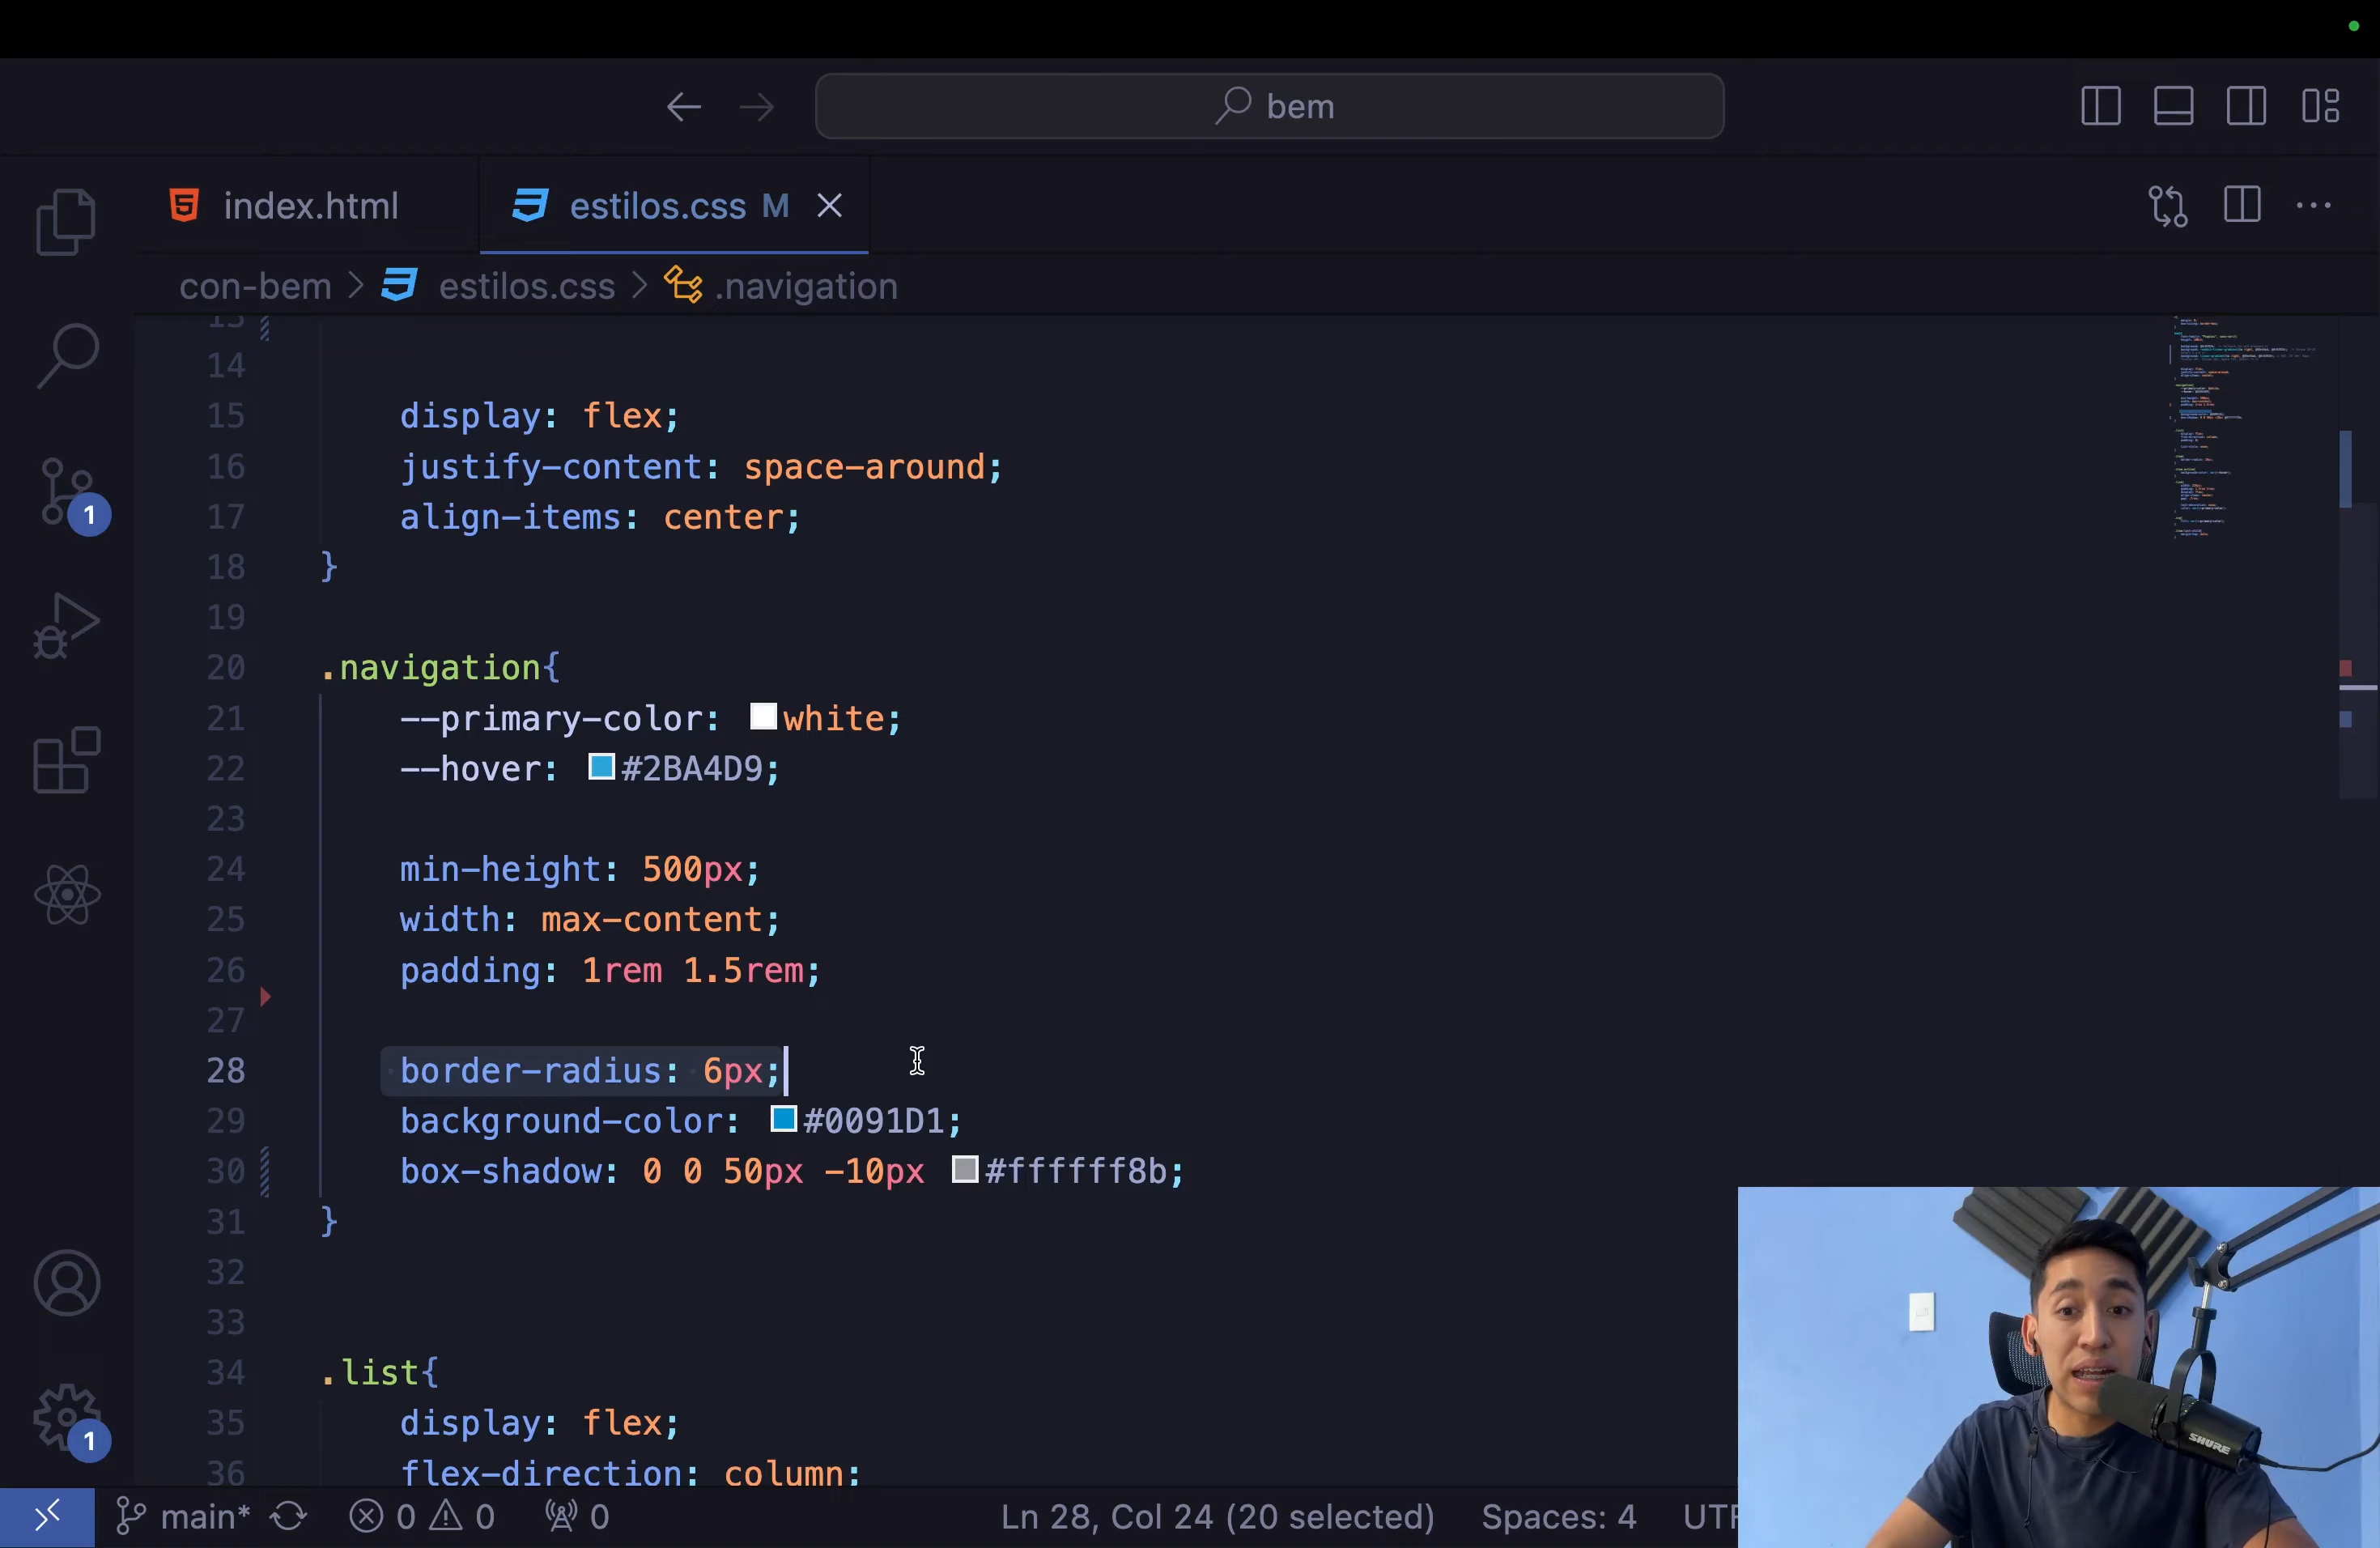 bem
index.html
estilos.css M
con-bem > estilos.css > .navigation
14
15 display: flex;
16 justify-content: space-around;
17 align-items: center;
18 }
19
20 .navigation{
21 --primary-color: white;
22 --hover: #2BA4D9;
23
24 min-height: 500px;
25 width: max-content;
26 padding: 1rem 1.5rem;
27
28 border-radius: 6px;
29 background-color: #0091D1;
30 box-shadow: 0 0 50px -10px #ffffff8b;
31 }
32
33
34 .list{
35 display: flex;
36 flex-direction: column;
1
1
main* 0 0 0 Ln 28, Col 24 (20 selected) Spaces: 4
SHURE